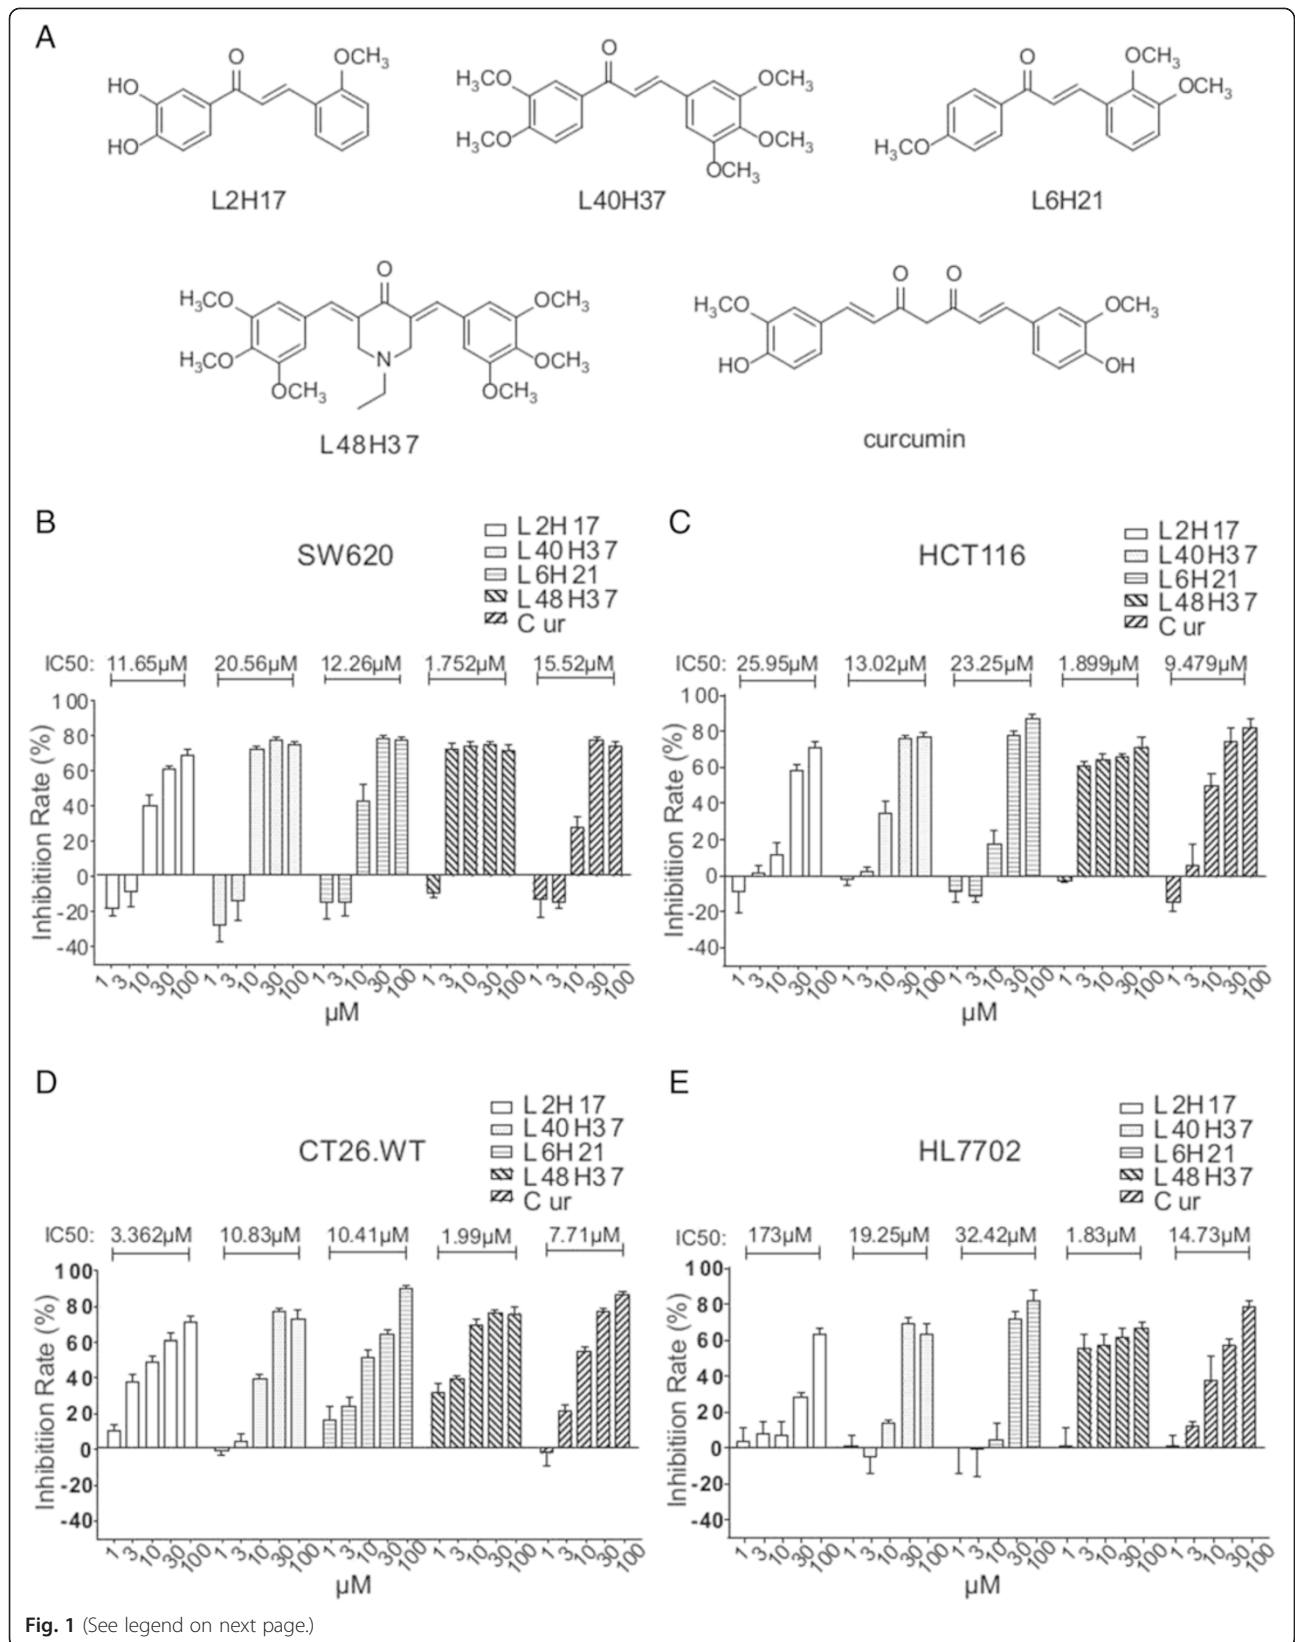 A
HO
HO
O
OCH3
L2H17
H3CO
H3CO
O
OCH3
OCH3
OCH3
L40H37
H3CO
O
OCH3
OCH3
L6H21
H3CO
H3CO
OCH3
O
N
OCH3
OCH3
OCH3
L48H37
H3CO
HO
O
O
OCH3
OH
curcumin
B
SW620
L2H17
L40H37
L6H21
L48H37
Cur
IC50: 11.65µM 20.56µM 12.26µM 1.752µM 15.52µM
Inhibitiion Rate (%)
100
80
60
40
20
0
-20
-40
1 3 10 30 100 1 3 10 30 100 1 3 10 30 100 1 3 10 30 100 1 3 10 30 100
µM
C
HCT116
L2H17
L40H37
L6H21
L48H37
Cur
IC50: 25.95µM 13.02µM 23.25µM 1.899µM 9.479µM
Inhibitiion Rate (%)
100
80
60
40
20
0
-20
-40
1 3 10 30 100 1 3 10 30 100 1 3 10 30 100 1 3 10 30 100 1 3 10 30 100
µM
D
CT26.WT
L2H17
L40H37
L6H21
L48H37
Cur
IC50: 3.362µM 10.83µM 10.41µM 1.99µM 7.71µM
Inhibitiion Rate (%)
100
80
60
40
20
0
-20
-40
1 3 10 30 100 1 3 10 30 100 1 3 10 30 100 1 3 10 30 100 1 3 10 30 100
µM
E
HL7702
L2H17
L40H37
L6H21
L48H37
Cur
IC50: 173µM 19.25µM 32.42µM 1.83µM 14.73µM
Inhibitiion Rate (%)
100
80
60
40
20
0
-20
-40
1 3 10 30 100 1 3 10 30 100 1 3 10 30 100 1 3 10 30 100 1 3 10 30 100
µM
Fig. 1 (See legend on next page.)